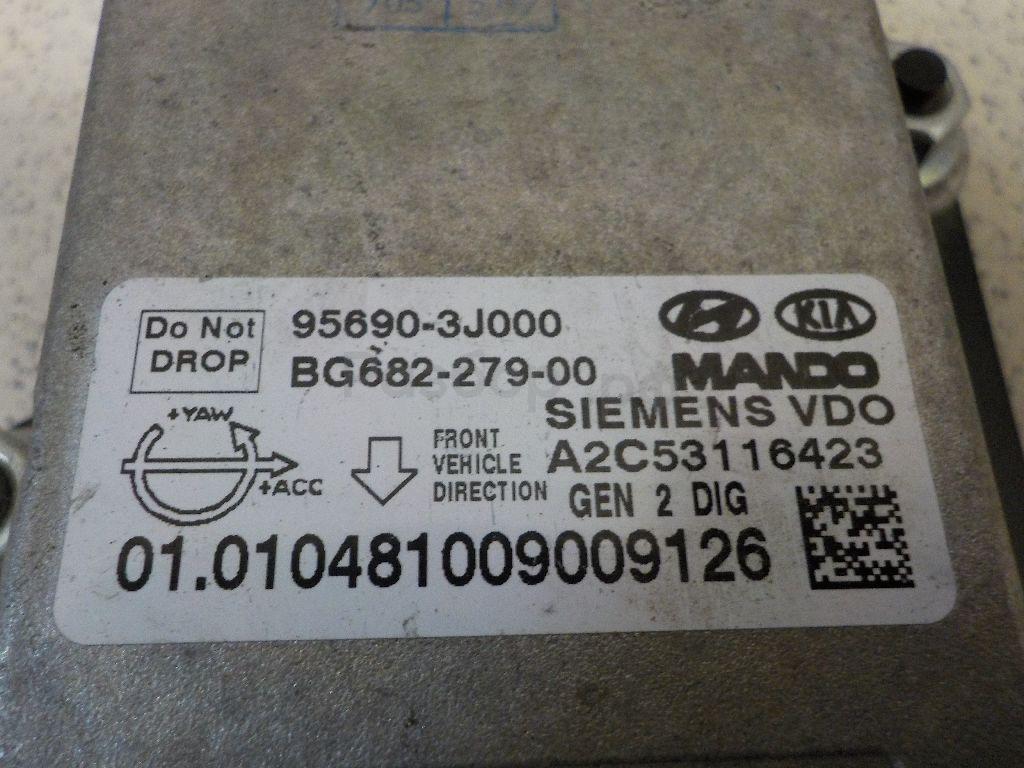 Do Not
DROP
95690-3J000
BG682-279-00
KIA
MANDO
SIEMENS VDO
A2C53116423
GEN 2 DIG
+YAW
+ACC
FRONT
VEHICLE
DIRECTION
01.010481009009126